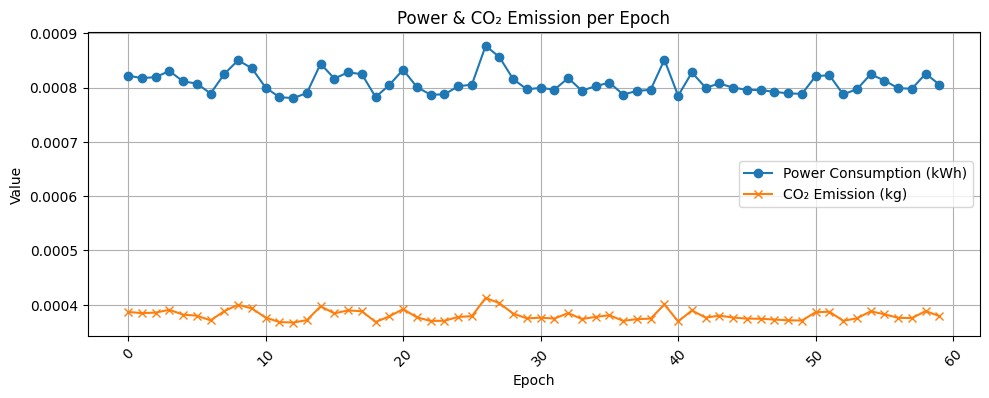 Power & CO₂ Emission per Epoch
0.0009
0.0008
0.0007
0.0006
0.0005
0.0004
Value
Power Consumption (kWh)
CO₂ Emission (kg)
0
10
20
30
40
50
60
Epoch